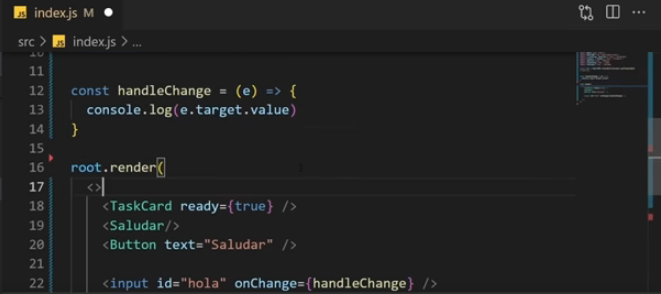 JS index.js M
src > JS index.js > ...
10
11
12 const handleChange = (e) => {
13 console.log(e.target.value)
14 }
15
16 root.render(
17 <>
18 <TaskCard ready={true} />
19 <Saludar/>
20 <Button text="Saludar" />
21
22 <input id="hola" onChange={handleChange} />